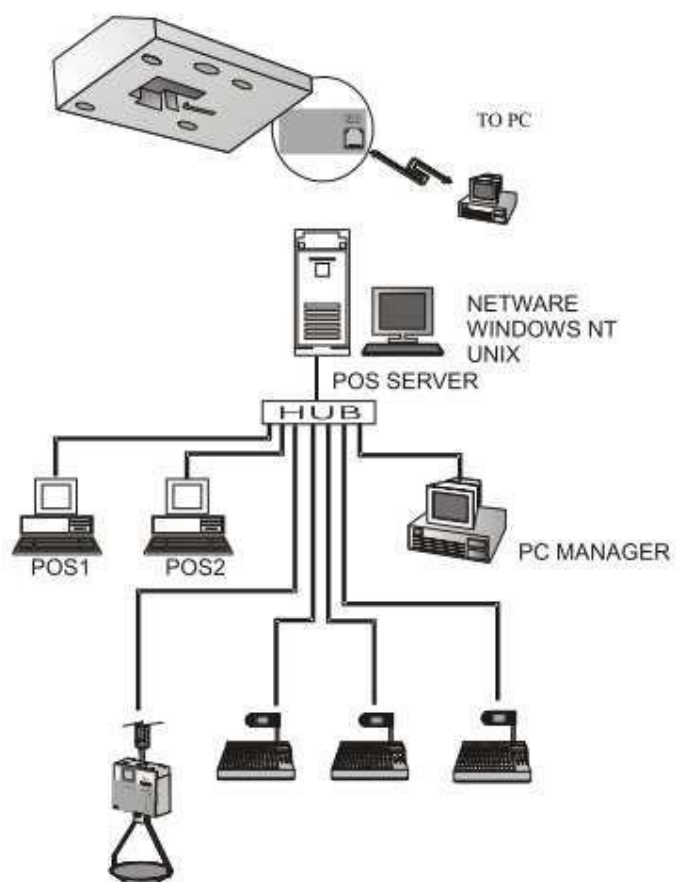 TO PC
NETWARE
WINDOWS NT
UNIX
POS SERVER
HUB
POS1
POS2
PC MANAGER